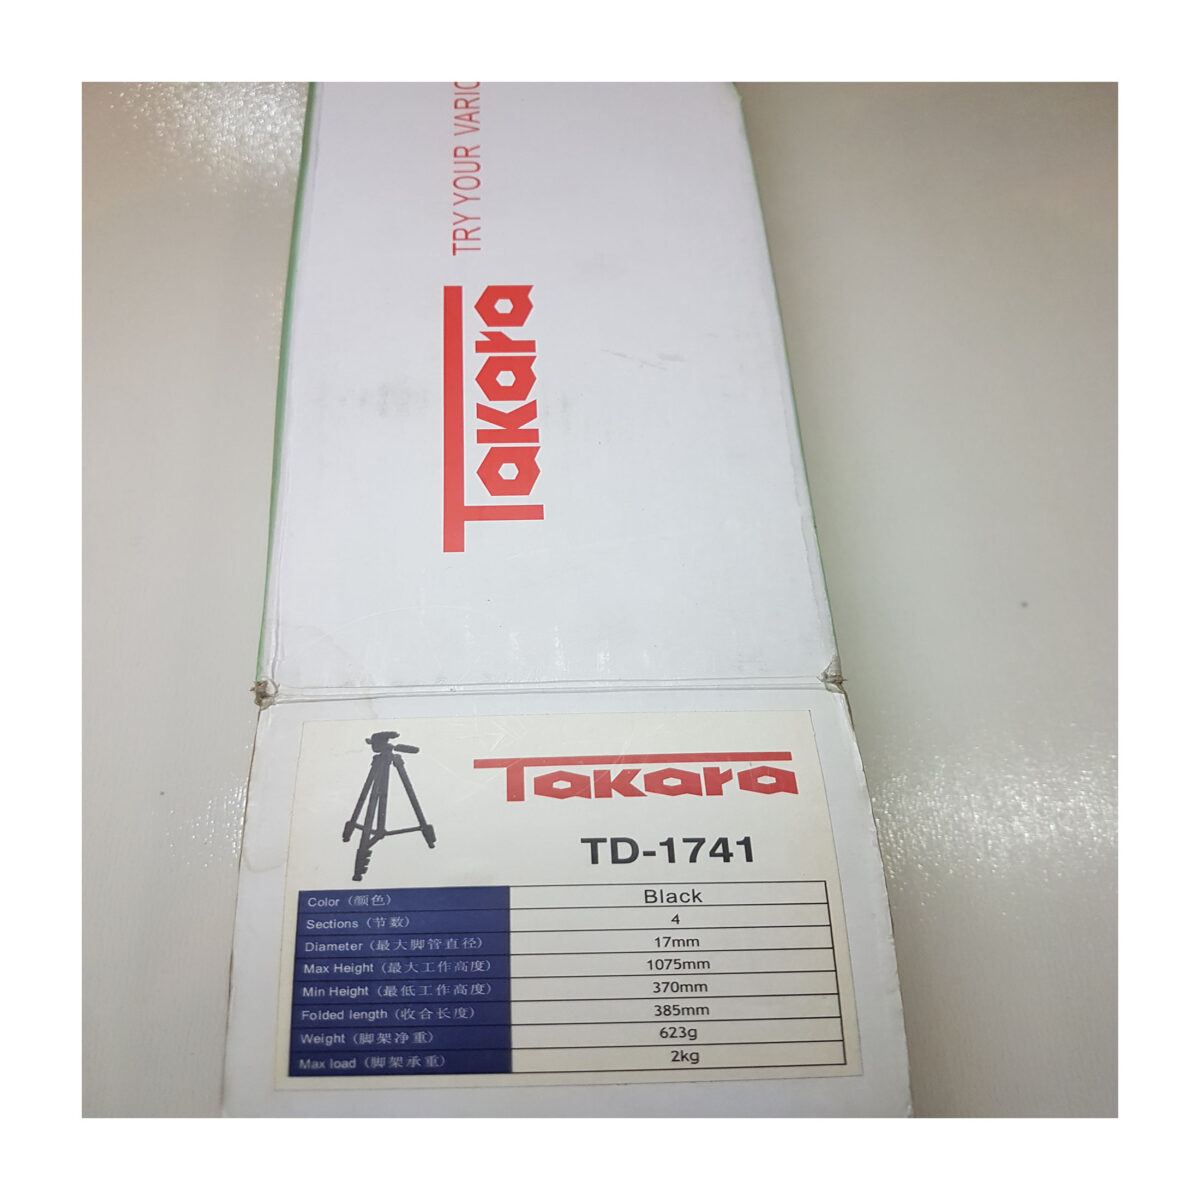 TRY YOUR VARIO
Takara
Takara
TD-1741
Color (颜色) Black
Sections (节数) 4
Diameter (最大脚管直径) 17mm
Max Height (最大工作高度) 1075mm
Min Height (最低工作高度) 370mm
Folded length (收合长度) 385mm
Weight (脚架净重) 623g
Max load (脚架承重) 2kg